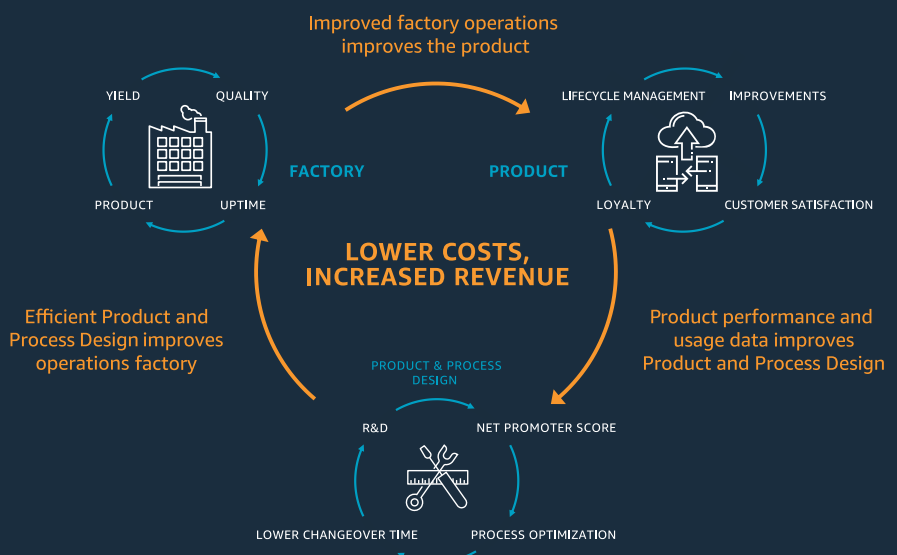 Improved factory operations
improves the product
YIELD
QUALITY
PRODUCT
UPTIME
FACTORY
LIFECYCLE MANAGEMENT
IMPROVEMENTS
LOYALTY
CUSTOMER SATISFACTION
PRODUCT
LOWER COSTS,
INCREASED REVENUE
Efficient Product and
Process Design improves
operations factory
Product performance and
usage data improves
Product and Process Design
PRODUCT & PROCESS
DESIGN
R&D
NET PROMOTER SCORE
LOWER CHANGEOVER TIME
PROCESS OPTIMIZATION